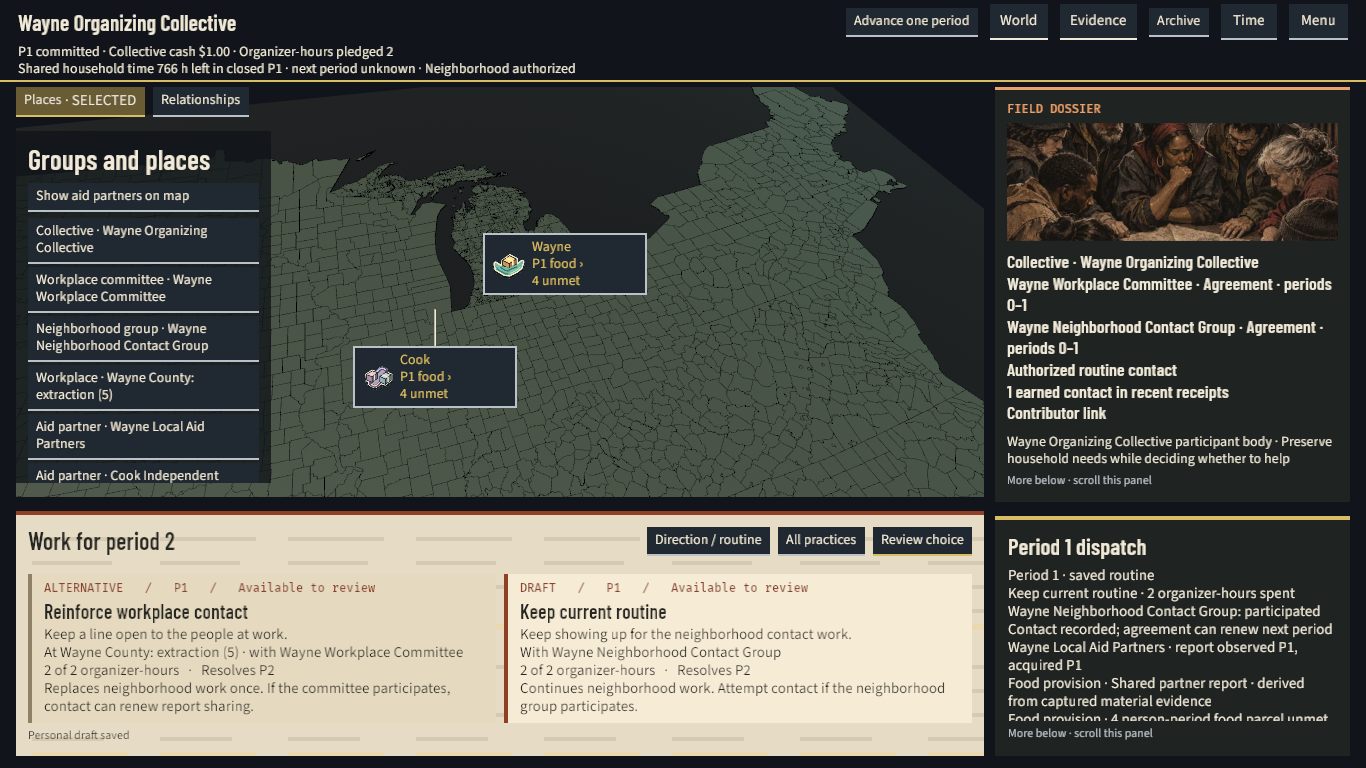 Wayne Organizing Collective
P1 committed · Collective cash $1.00 · Organizer-hours pledged 2
Shared household time 766 h left in closed P1 · next period unknown · Neighborhood authorized
Advance one period
World
Evidence
Archive
Time
Menu
Places · SELECTED
Relationships
Groups and places
Show aid partners on map
Collective · Wayne Organizing
Collective
Workplace committee · Wayne
Workplace Committee
Neighborhood group · Wayne
Neighborhood Contact Group
Workplace · Wayne County:
extraction (5)
Aid partner · Wayne Local Aid
Partners
Aid partner · Cook Independent
Wayne
P1 food ›
4 unmet
Cook
P1 food ›
4 unmet
FIELD DOSSIER
Collective · Wayne Organizing Collective
Wayne Workplace Committee · Agreement · periods
0–1
Wayne Neighborhood Contact Group · Agreement ·
periods 0–1
Authorized routine contact
1 earned contact in recent receipts
Contributor link
Wayne Organizing Collective participant body · Preserve
household needs while deciding whether to help
More below · scroll this panel
Work for period 2
Direction / routine
All practices
Review choice
ALTERNATIVE / P1 / Available to review
Reinforce workplace contact
Keep a line open to the people at work.
At Wayne County: extraction (5) · with Wayne Workplace Committee
2 of 2 organizer-hours · Resolves P2
Replaces neighborhood work once. If the committee participates,
contact can renew report sharing.
DRAFT / P1 / Available to review
Keep current routine
Keep showing up for the neighborhood contact work.
With Wayne Neighborhood Contact Group
2 of 2 organizer-hours · Resolves P2
Continues neighborhood work. Attempt contact if the neighborhood
group participates.
Personal draft saved
Period 1 dispatch
Period 1 · saved routine
Keep current routine · 2 organizer-hours spent
Wayne Neighborhood Contact Group: participated
Contact recorded; agreement can renew next period
Wayne Local Aid Partners · report observed P1,
acquired P1
Food provision · Shared partner report · derived
from captured material evidence
Food provision · 4 person-period food parcel unmet
More below · scroll this panel